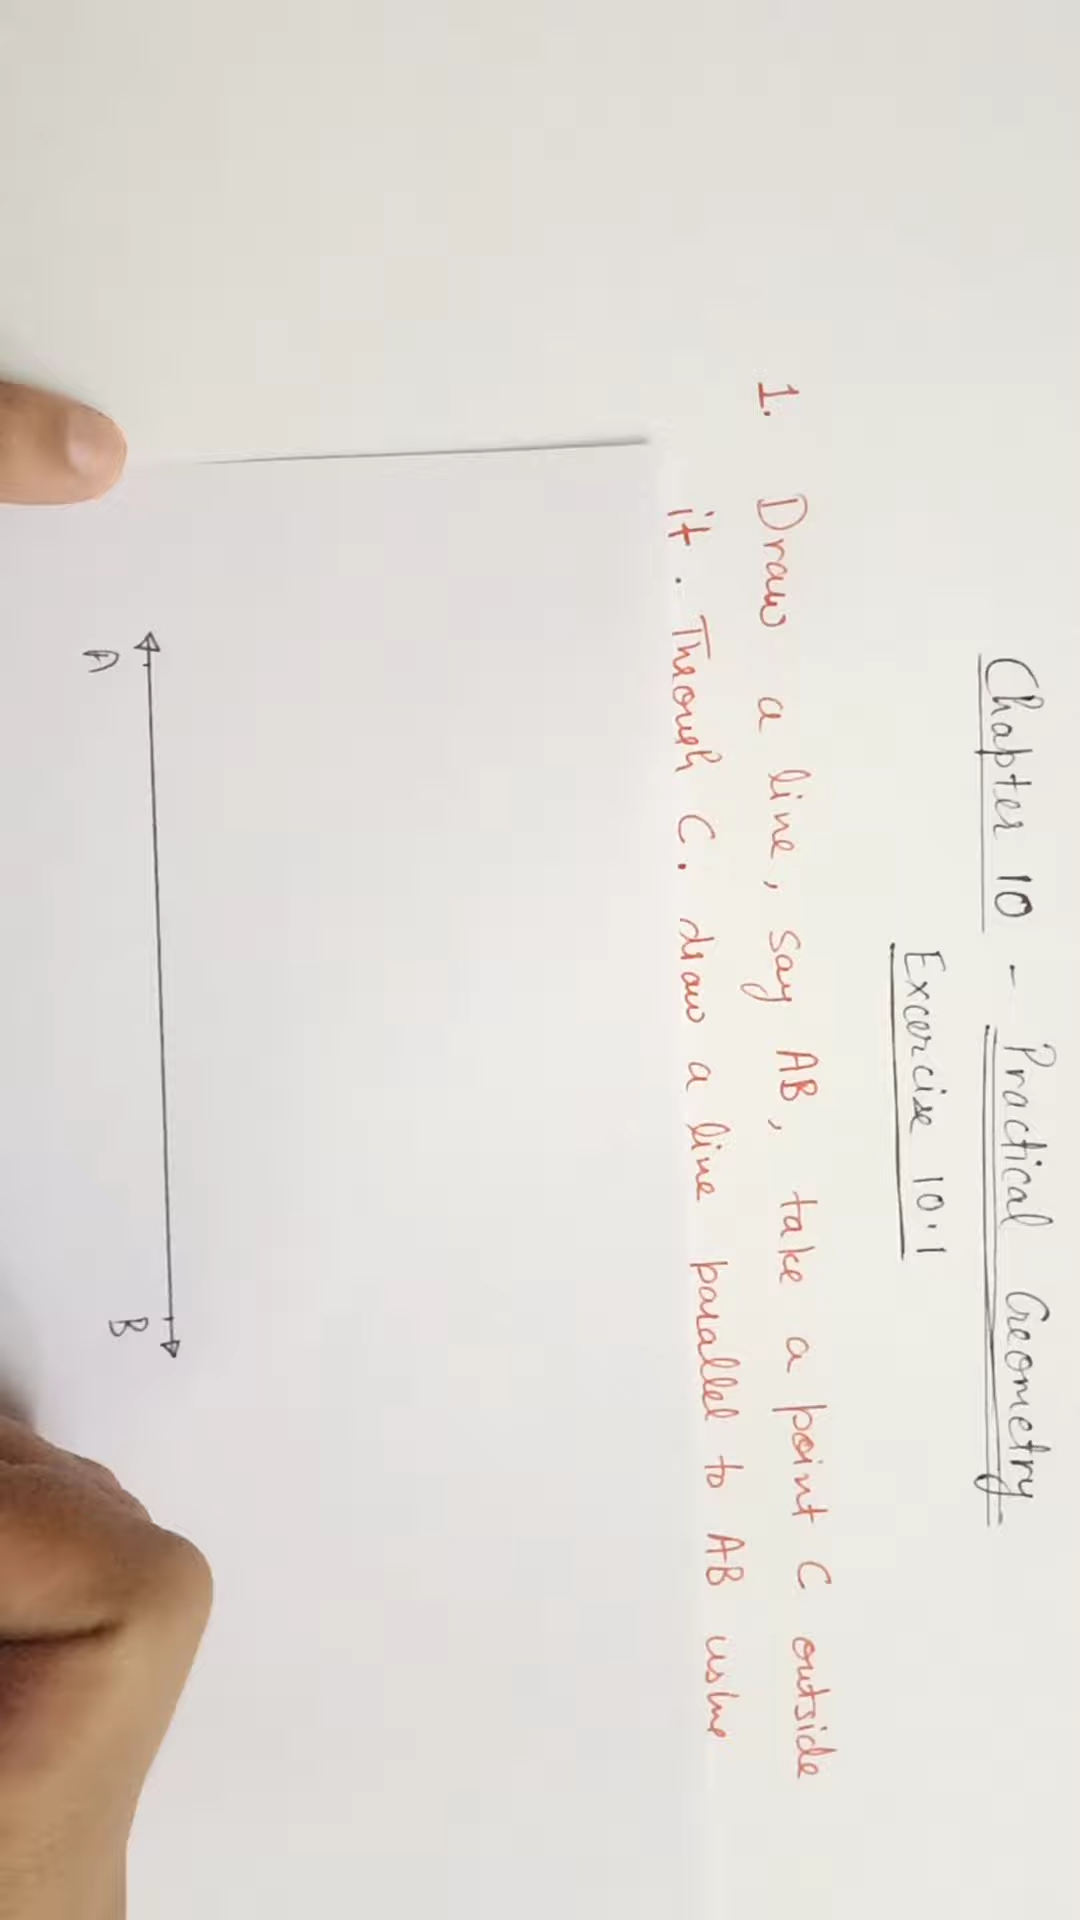 Chapter 10 - Practical Geometry
Excercise 10.1
1. Draw a line, say AB, take a point C outside
it. Through C. draw a line parallel to AB
A B